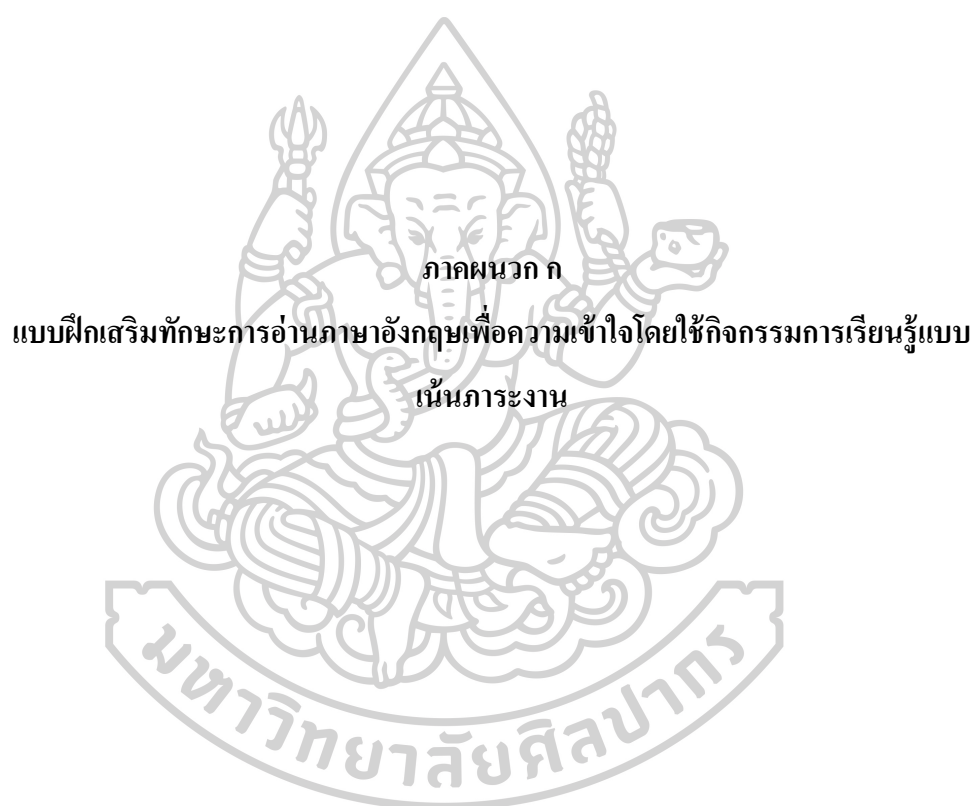 ภาคผนวก ก
แบบฝึกเสริมทักษะการอ่านภาษาอังกฤษเพื่อความเข้าใจโดยใช้กิจกรรมการเรียนรู้แบบ
เน้นภาระงาน
มหาวิทยาลัยศิลปากร